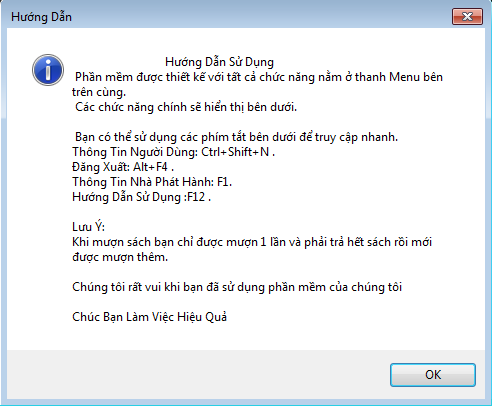 Hướng Dẫn
Hướng Dẫn Sử Dụng
Phần mềm được thiết kế với tất cả chức năng nằm ở thanh Menu bên
trên cùng.
Các chức năng chính sẽ hiển thị bên dưới.
Bạn có thể sử dụng các phím tắt bên dưới để truy cập nhanh.
Thông Tin Người Dùng: Ctrl+Shift+N .
Đăng Xuất: Alt+F4 .
Thông Tin Nhà Phát Hành: F1.
Hướng Dẫn Sử Dụng :F12 .
Lưu Ý:
Khi mượn sách bạn chỉ được mượn 1 lần và phải trả hết sách rồi mới
được mượn thêm.
Chúng tôi rất vui khi bạn đã sử dụng phần mềm của chúng tôi
Chúc Bạn Làm Việc Hiệu Quả
OK